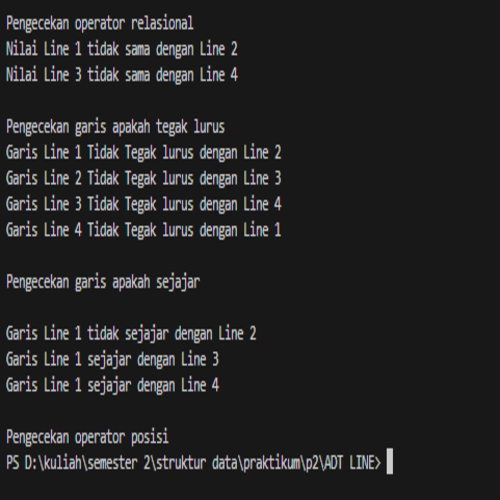 Pengecekan operator relasional
Nilai Line 1 tidak sama dengan Line 2
Nilai Line 3 tidak sama dengan Line 4
Pengecekan garis apakah tegak lurus
Garis Line 1 Tidak Tegak lurus dengan Line 2
Garis Line 2 Tidak Tegak lurus dengan Line 3
Garis Line 3 Tidak Tegak lurus dengan Line 4
Garis Line 4 Tidak Tegak lurus dengan Line 1
Pengecekan garis apakah sejajar
Garis Line 1 tidak sejajar dengan Line 2
Garis Line 1 sejajar dengan Line 3
Garis Line 1 sejajar dengan Line 4
Pengecekan operator posisi
PS D:\kuliah\semester 2\struktur data\praktikum\p2\ADT LINE>